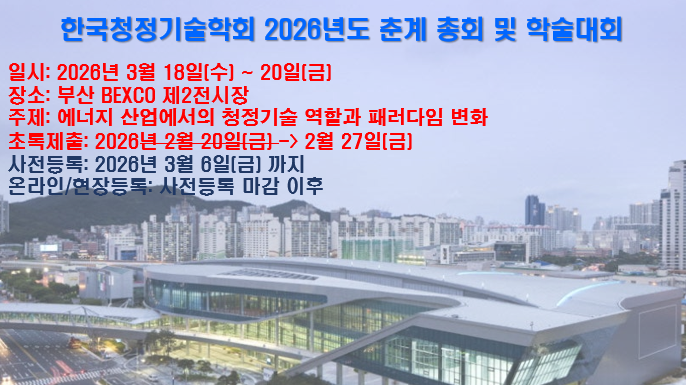 한국청정기술학회 2026년도 춘계 총회 및 학술대회
일시: 2026년 3월 18일(수) ~ 20일(금)
장소: 부산 BEXCO 제2전시장
주제: 에너지 산업에서의 청정기술 역할과 패러다임 변화
초록제출: 2026년 2월 20일(금) -> 2월 27일(금)
사전등록: 2026년 3월 6일(금) 까지
온라인/현장등록: 사전등록 마감 이후